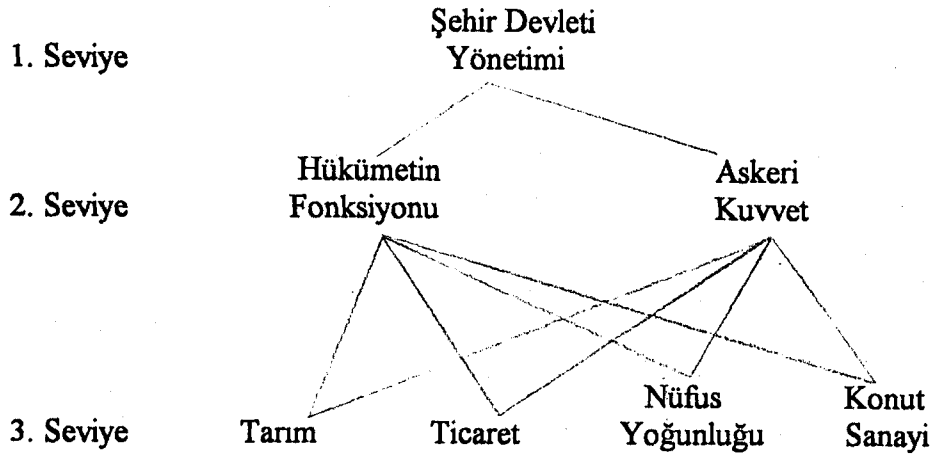 Şehir Devleti
1. Seviye Yönetimi
Hükümetin Askeri
2. Seviye Fonksiyonu Kuvvet
Nüfus Konut
3. Seviye Tarım Ticaret Yoğunluğu Sanayi